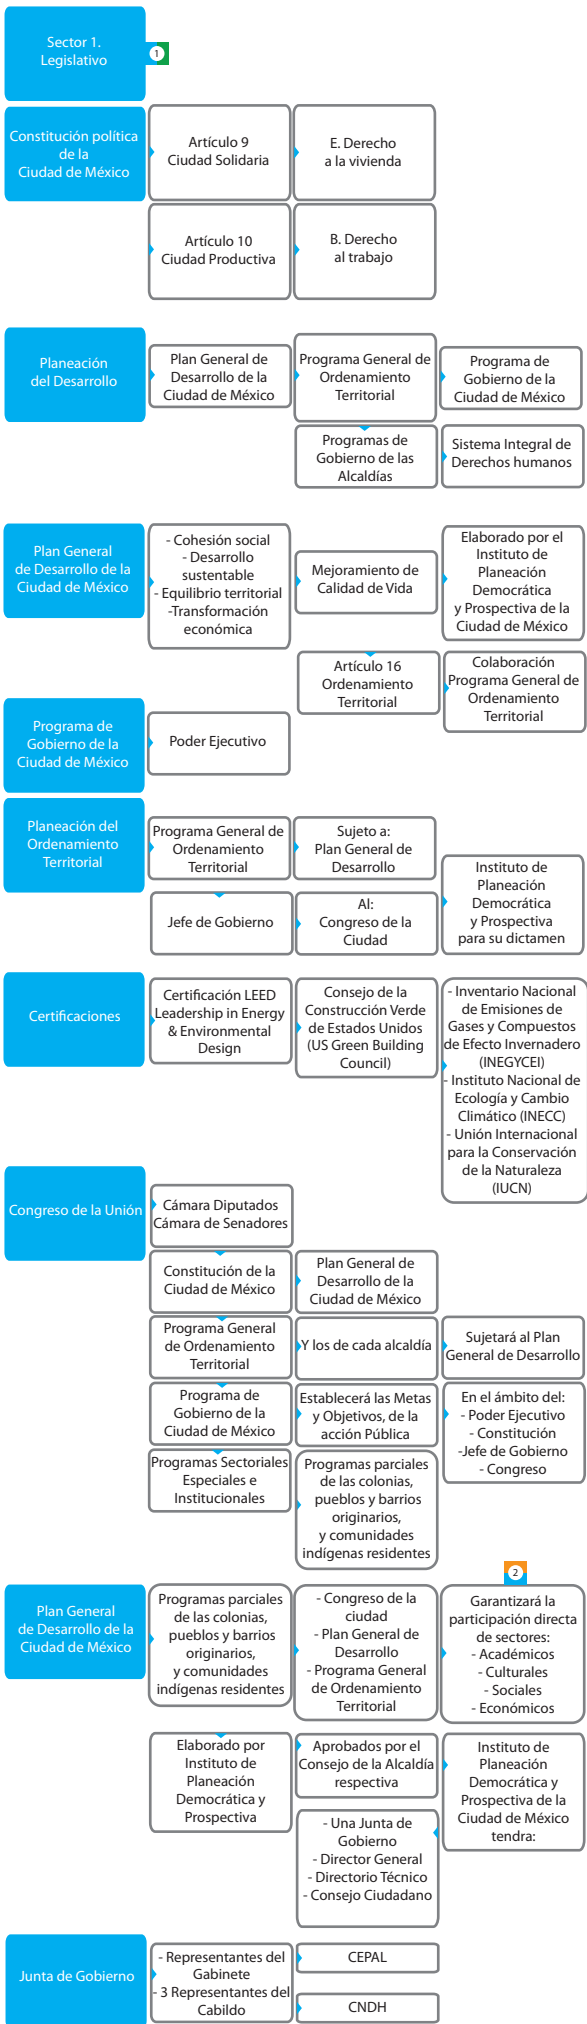 Sector 1.
Legislativo
1
Constitución política
de la
Ciudad de México
Artículo 9
Ciudad Solidaria
E. Derecho
a la vivienda
Artículo 10
Ciudad Productiva
B. Derecho
al trabajo
Planeación
del Desarrollo
Plan General de
Desarrollo de la
Ciudad de México
Programa General de
Ordenamiento
Territorial
Programa de
Gobierno de la
Ciudad de México
Programas de
Gobierno de las
Alcaldías
Sistema Integral de
Derechos humanos
Plan General
de Desarrollo de la
Ciudad de México
- Cohesión social
- Desarrollo
sustentable
- Equilibrio territorial
-Transformación
económica
Mejoramiento de
Calidad de Vida
Elaborado por el
Instituto de
Planeación
Democrática
y Prospectiva de la
Ciudad de México
Artículo 16
Ordenamiento
Territorial
Colaboración
Programa General de
Ordenamiento
Territorial
Programa de
Gobierno de la
Ciudad de México
Poder Ejecutivo
Planeación del
Ordenamiento
Territorial
Programa General de
Ordenamiento
Territorial
Sujeto a:
Plan General de
Desarrollo
Jefe de Gobierno
Al:
Congreso de la
Ciudad
Instituto de
Planeación
Democrática
y Prospectiva
para su dictamen
Certificaciones
Certificación LEED
Leadership in Energy
& Environmental
Design
Consejo de la
Construcción Verde
de Estados Unidos
(US Green Building
Council)
- Inventario Nacional
de Emisiones de
Gases y Compuestos
de Efecto Invernadero
(INEGYCEI)
- Instituto Nacional de
Ecología y Cambio
Climático (INECC)
- Unión Internacional
para la Conservación
de la Naturaleza
(IUCN)
Congreso de la Unión
Cámara Diputados
Cámara de Senadores
Constitución de la
Ciudad de México
Plan General de
Desarrollo de la
Ciudad de México
Programa General
de Ordenamiento
Territorial
Y los de cada alcaldía
Sujetará al Plan
General de Desarrollo
Programa de
Gobierno de la
Ciudad de México
Establecerá las Metas
y Objetivos, de la
acción Pública
En el ámbito del:
- Poder Ejecutivo
- Constitución
-Jefe de Gobierno
- Congreso
Programas Sectoriales
Especiales e
Institucionales
Programas parciales
de las colonias,
pueblos y barrios
originarios,
y comunidades
indígenas residentes
2
Plan General
de Desarrollo de la
Ciudad de México
Programas parciales
de las colonias,
pueblos y barrios
originarios,
y comunidades
indígenas residentes
- Congreso de la
ciudad
- Plan General de
Desarrollo
- Programa General
de Ordenamiento
Territorial
Garantizará la
participación directa
de sectores:
- Académicos
- Culturales
- Sociales
- Económicos
Elaborado por
Instituto de
Planeación
Democrática y
Prospectiva
Aprobados por el
Consejo de la Alcaldía
respectiva
Instituto de
Planeación
Democrática y
Prospectiva de la
Ciudad de México
tendra:
- Una Junta de
Gobierno
- Director General
- Directorio Técnico
- Consejo Ciudadano
Junta de Gobierno
- Representantes del
Gabinete
- 3 Representantes del
Cabildo
CEPAL
CNDH